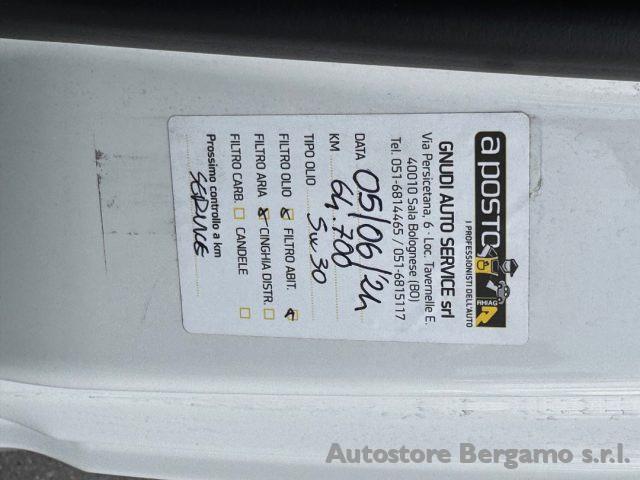 a posto
I PROFESSIONISTI DELL'AUTO
RHIAG
GNUDI AUTO SERVICE srl
Via Persicetana, 6 - Loc. Tavernelle E.
40010 Sala Bolognese (BO)
Tel. 051-6814465 / 051-6815117
DATA 05/06/24
KM 64.700
TIPO OLIO 5w30
FILTRO OLIO FILTRO ABIT.
FILTRO ARIA CINGHIA DISTR.
FILTRO CARB. CANDELE
Prossimo controllo a km
SERVICE
Autostore Bergamo s.r.l.